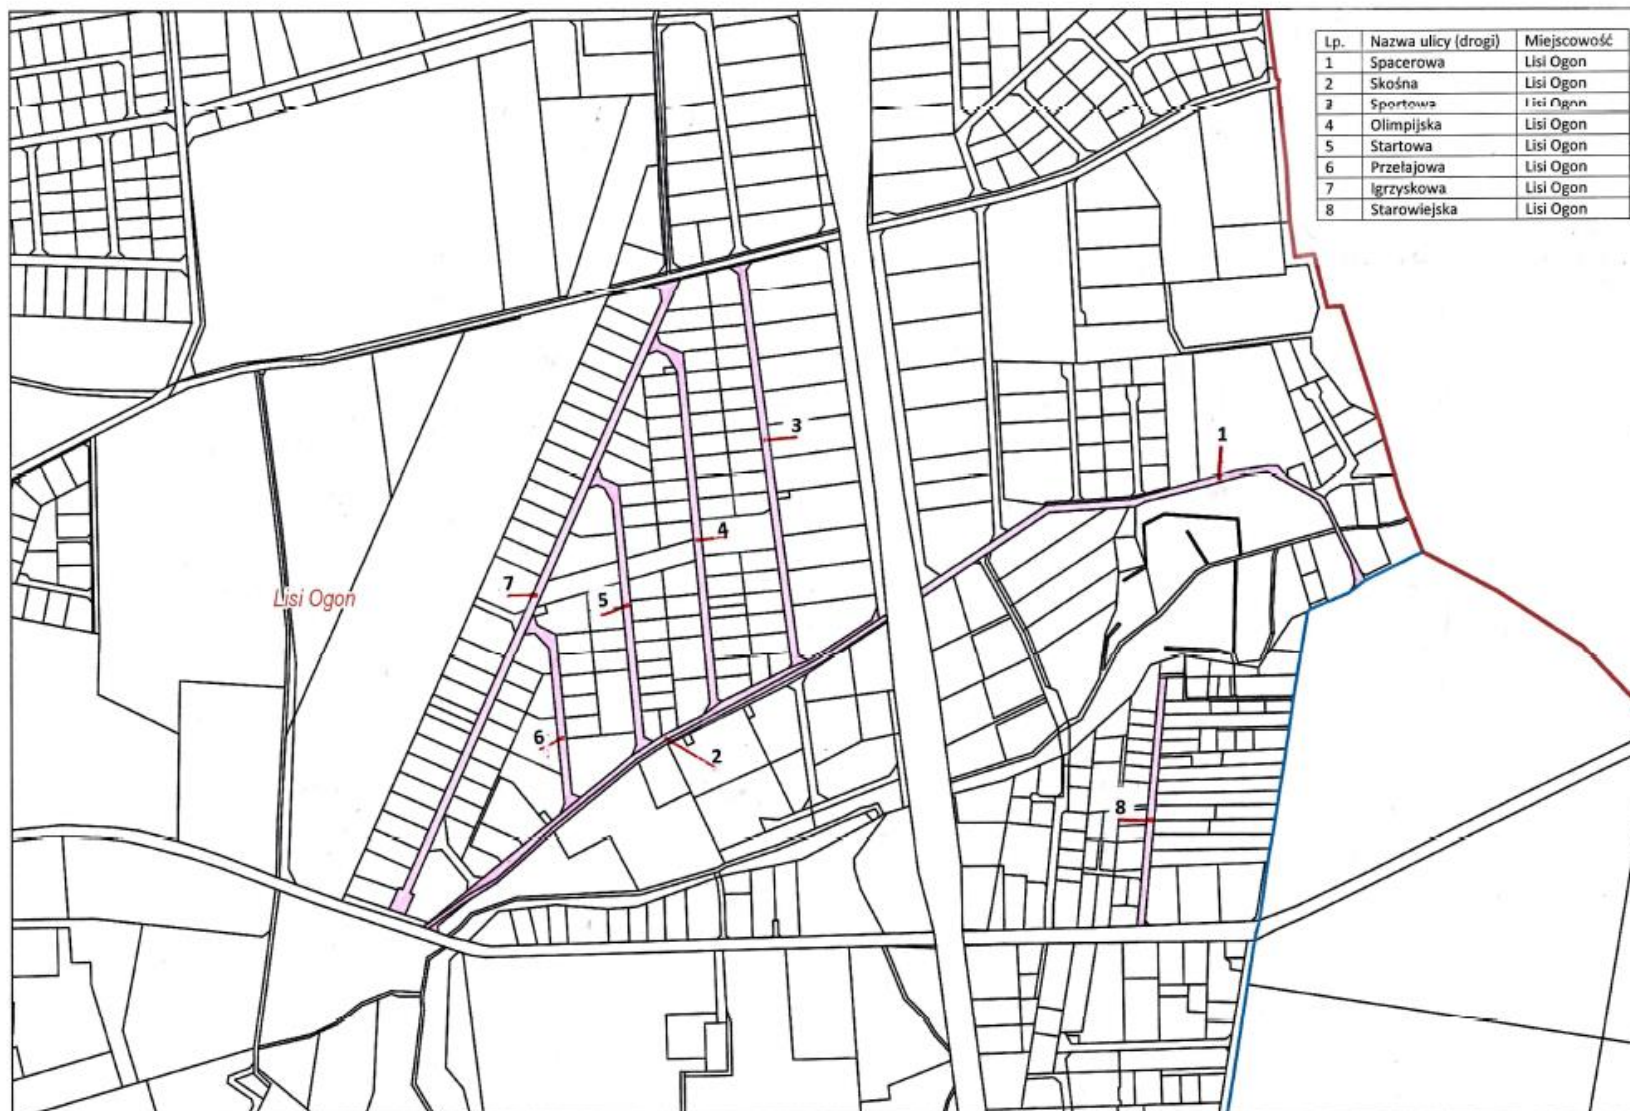 Lp. Nazwa ulicy (drogi) Miejscowość
1 Spacerowa Lisi Ogon
2 Skośna Lisi Ogon
3 Sportowa Lisi Ogon
4 Olimpijska Lisi Ogon
5 Startowa Lisi Ogon
6 Przełajowa Lisi Ogon
7 Igrzyskowa Lisi Ogon
8 Starowiejska Lisi Ogon
3
1
4
7
5
Lisi Ogon
6
2
8